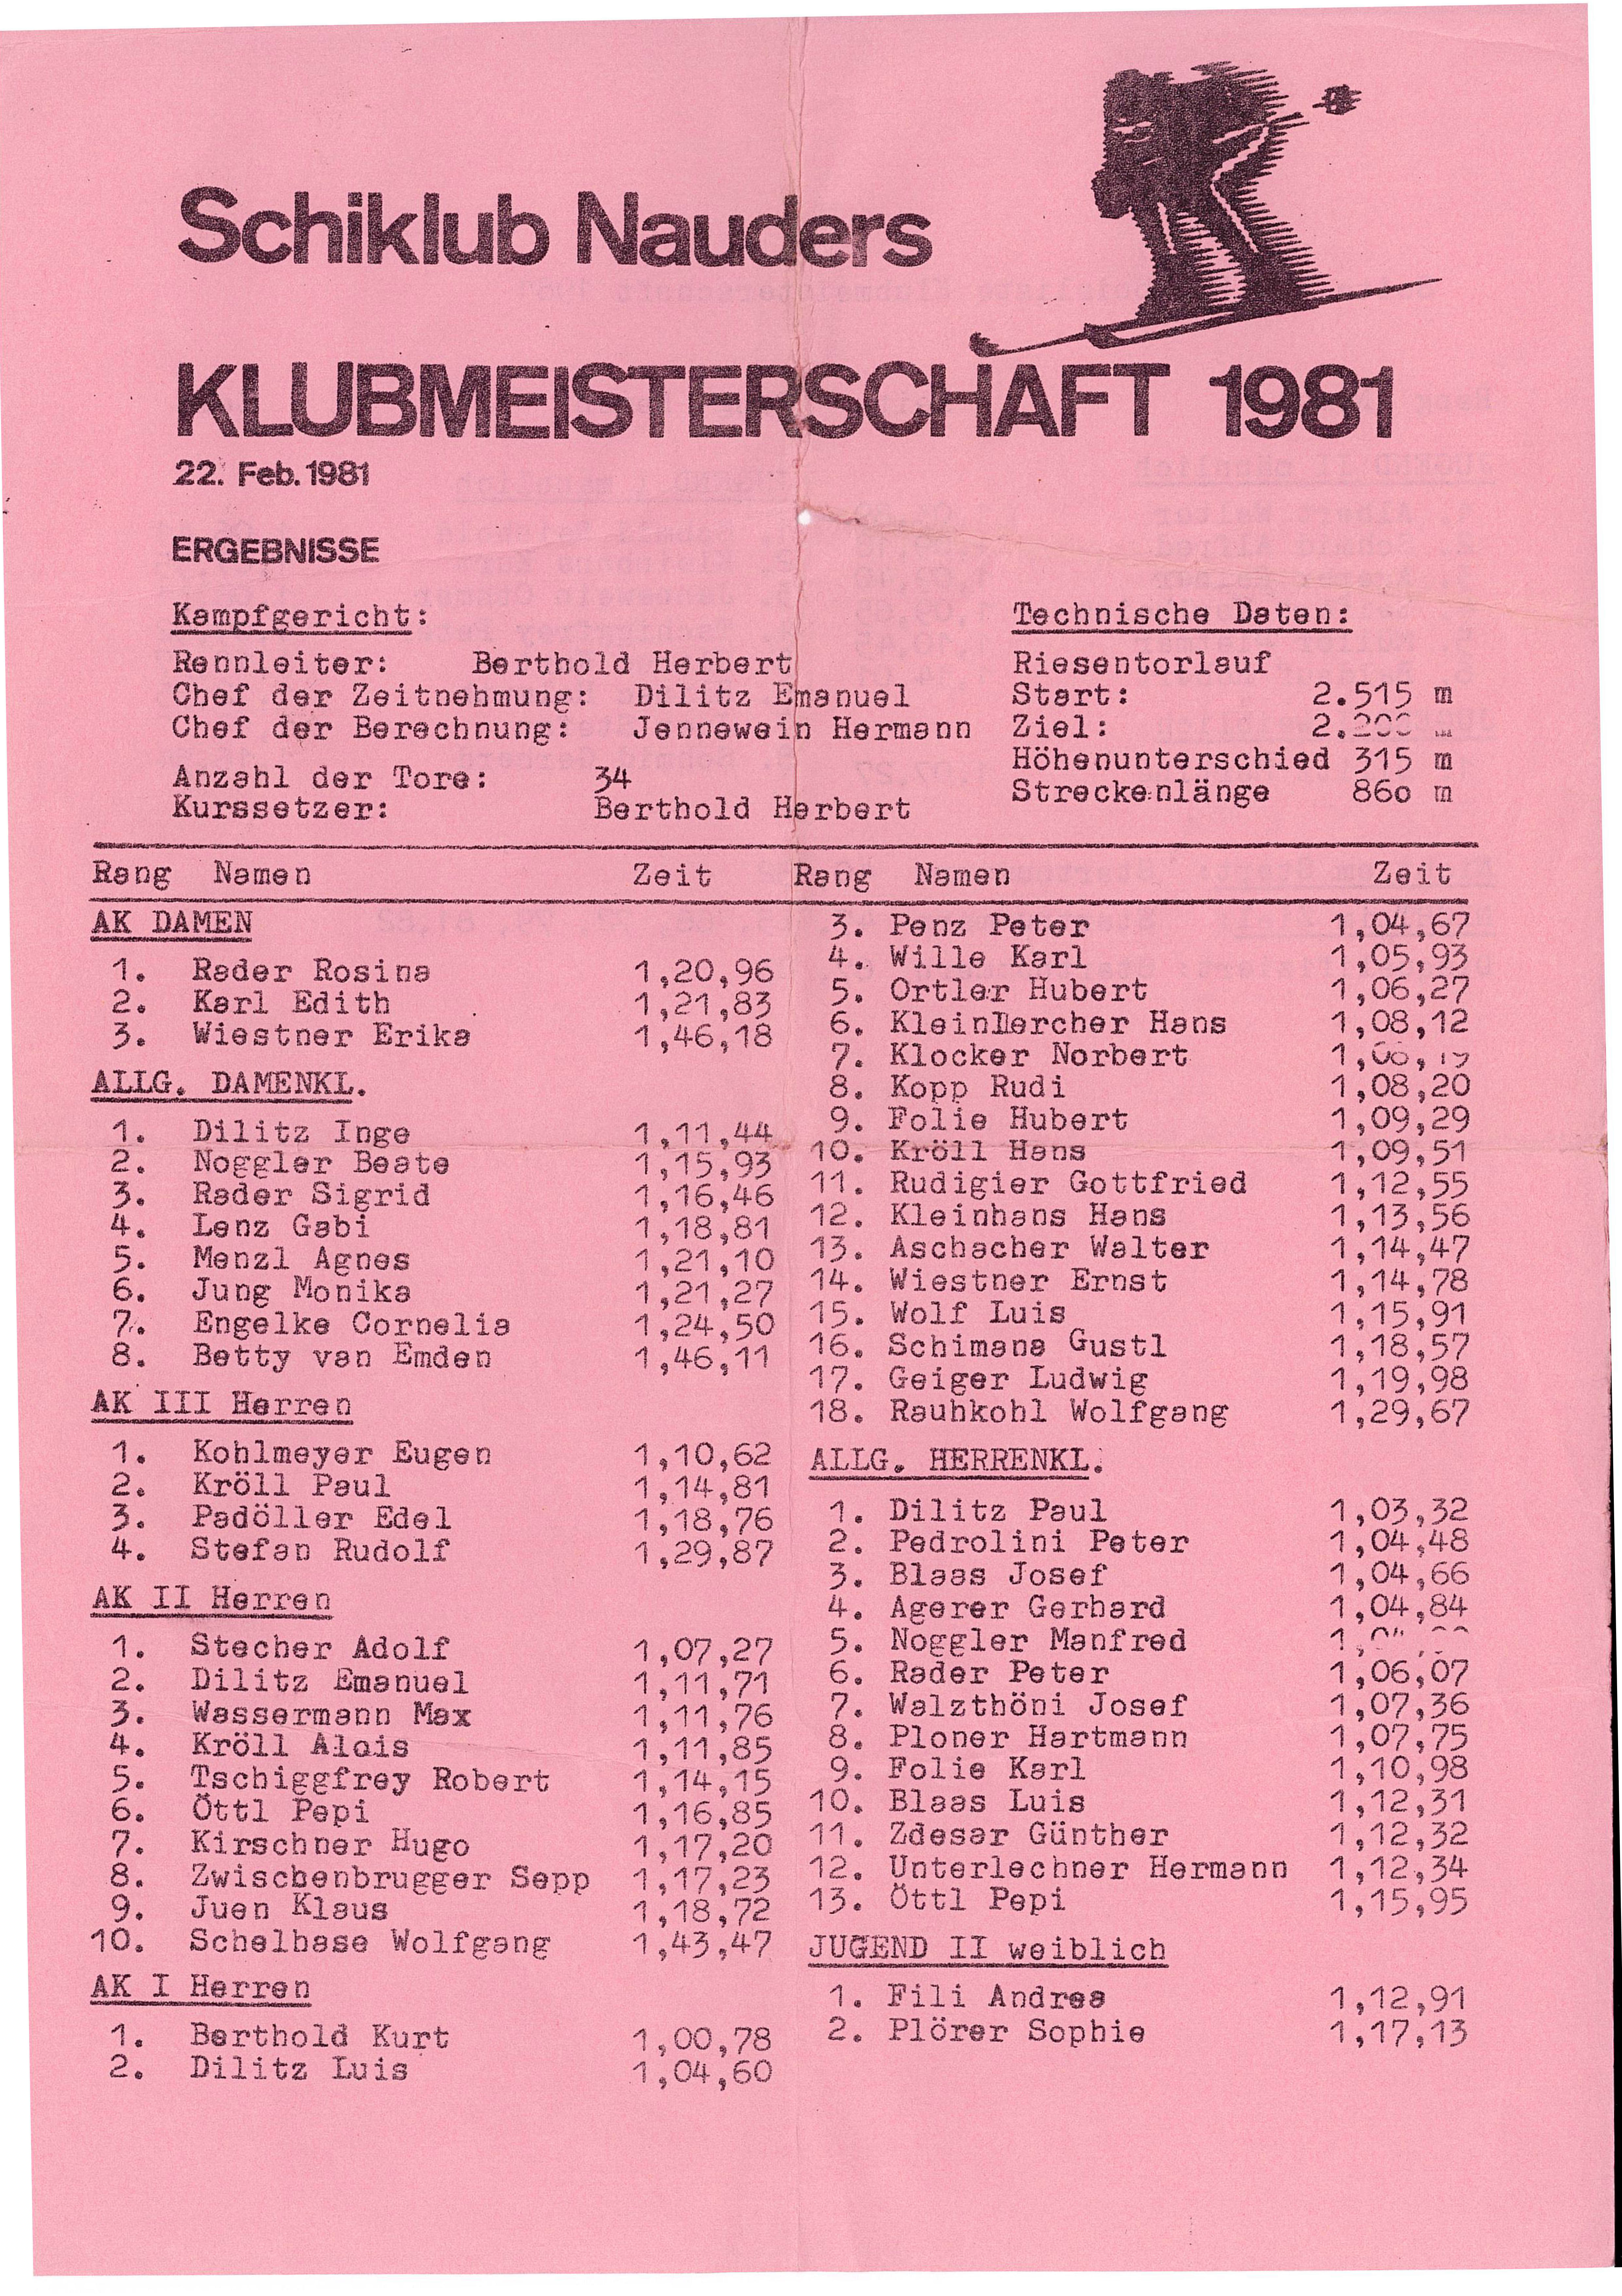 Schiklub Nauders
KLUBMEISTERSCHAFT 1981
22. Feb. 1981
ERGEBNISSE
Kampfgericht:
Rennleiter: Berthold Herbert
Chef der Zeitnehmung: Dilitz Emanuel
Chef der Berechnung: Jennewein Hermann
Anzahl der Tore: 34
Kurssetzer: Berthold Herbert
Technische Daten:
Riesentorlauf
Start: 2.515 m
Ziel: 2.200 m
Höhenunterschied 315 m
Streckenlänge 86o m
Rang Namen Zeit
AK DAMEN
1. Rader Rosina 1,20,96
2. Karl Edith 1,21,83
3. Wiestner Erika 1,46,18
ALLG. DAMENKL.
1. Dilitz Inge 1,11,44
2. Noggler Beate 1,15,93
3. Rader Sigrid 1,16,46
4. Lenz Gabi 1,18,81
5. Menzl Agnes 1,21,10
6. Jung Monika 1,21,27
7. Engelke Cornelia 1,24,50
8. Betty van Emden 1,46,11
AK III Herren
1. Kohlmeyer Eugen 1,10,62
2. Kröll Paul 1,14,81
3. Padöller Edel 1,18,76
4. Stefan Rudolf 1,29,87
AK II Herren
1. Stecher Adolf 1,07,27
2. Dilitz Emanuel 1,11,71
3. Wassermann Max 1,11,76
4. Kröll Alois 1,11,85
5. Tschiggfrey Robert 1,14,15
6. Öttl Pepi 1,16,85
7. Kirschner Hugo 1,17,20
8. Zwischenbrugger Sepp 1,17,23
9. Juen Klaus 1,18,72
10. Schelhase Wolfgang 1,43,47
AK I Herren
1. Berthold Kurt 1,00,78
2. Dilitz Luis 1,04,60
Rang Namen Zeit
3. Penz Peter 1,04,67
4. Wille Karl 1,05,93
5. Ortler Hubert 1,06,27
6. Kleinlercher Hans 1,08,12
7. Klocker Norbert 1,08,19
8. Kopp Rudi 1,08,20
9. Folie Hubert 1,09,29
10. Kröll Hans 1,09,51
11. Rudigier Gottfried 1,12,55
12. Kleinhans Hans 1,13,56
13. Aschacher Walter 1,14,47
14. Wiestner Ernst 1,14,78
15. Wolf Luis 1,15,91
16. Schimana Gustl 1,18,57
17. Geiger Ludwig 1,19,98
18. Rauhkohl Wolfgang 1,29,67
ALLG. HERRENKL.
1. Dilitz Paul 1,03,32
2. Pedrolini Peter 1,04,48
3. Blaas Josef 1,04,66
4. Agerer Gerhard 1,04,84
5. Noggler Manfred
6. Rader Peter 1,06,07
7. Walzthöni Josef 1,07,36
8. Ploner Hartmann 1,07,75
9. Folie Karl 1,10,98
10. Blaas Luis 1,12,31
11. Zdesar Günther 1,12,32
12. Unterlechner Hermann 1,12,34
13. Öttl Pepi 1,15,95
JUGEND II weiblich
1. Fili Andrea 1,12,91
2. Plörer Sophie 1,17,13